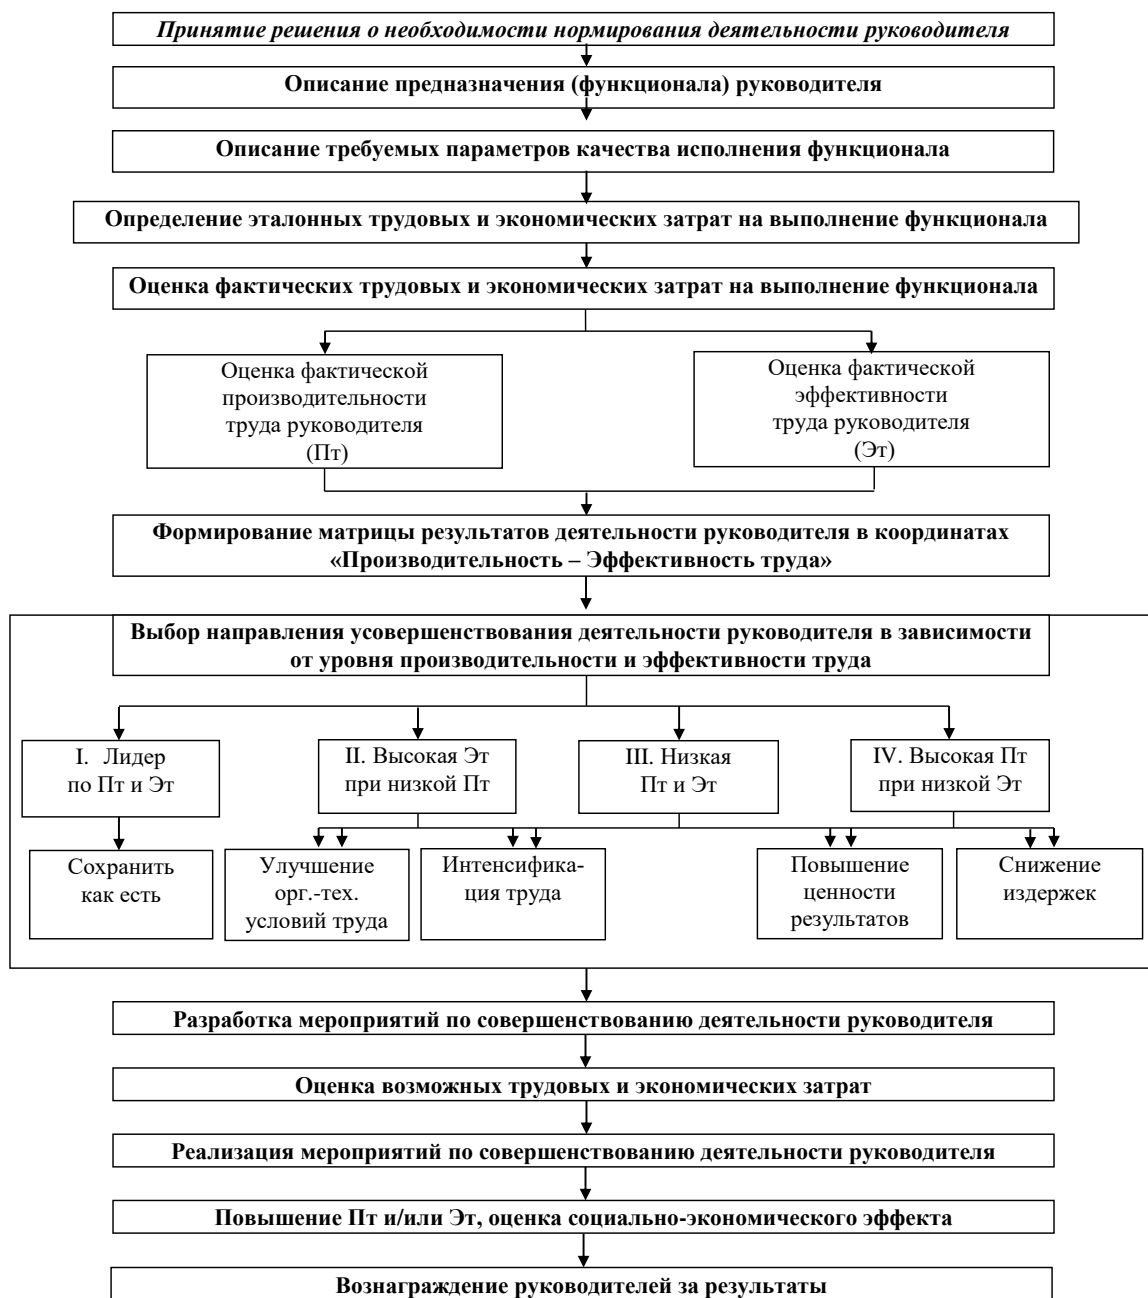 Принятие решения о необходимости нормирования деятельности руководителя
Описание предназначения (функционала) руководителя
Описание требуемых параметров качества исполнения функционала
Определение эталонных трудовых и экономических затрат на выполнение функционала
Оценка фактических трудовых и экономических затрат на выполнение функционала
Оценка фактической
производительности
труда руководителя
(Пт)
Оценка фактической
эффективности
труда руководителя
(Эт)
Формирование матрицы результатов деятельности руководителя в координатах
«Производительность – Эффективность труда»
Выбор направления усовершенствования деятельности руководителя в зависимости
от уровня производительности и эффективности труда
I. Лидер
по Пт и Эт
II. Высокая Эт
при низкой Пт
III. Низкая
Пт и Эт
IV. Высокая Пт
при низкой Эт
Сохранить
как есть
Улучшение
орг.-тех.
условий труда
Интенсифика-
ция труда
Повышение
ценности
результатов
Снижение
издержек
Разработка мероприятий по совершенствованию деятельности руководителя
Оценка возможных трудовых и экономических затрат
Реализация мероприятий по совершенствованию деятельности руководителя
Повышение Пт и/или Эт, оценка социально-экономического эффекта
Вознаграждение руководителей за результаты